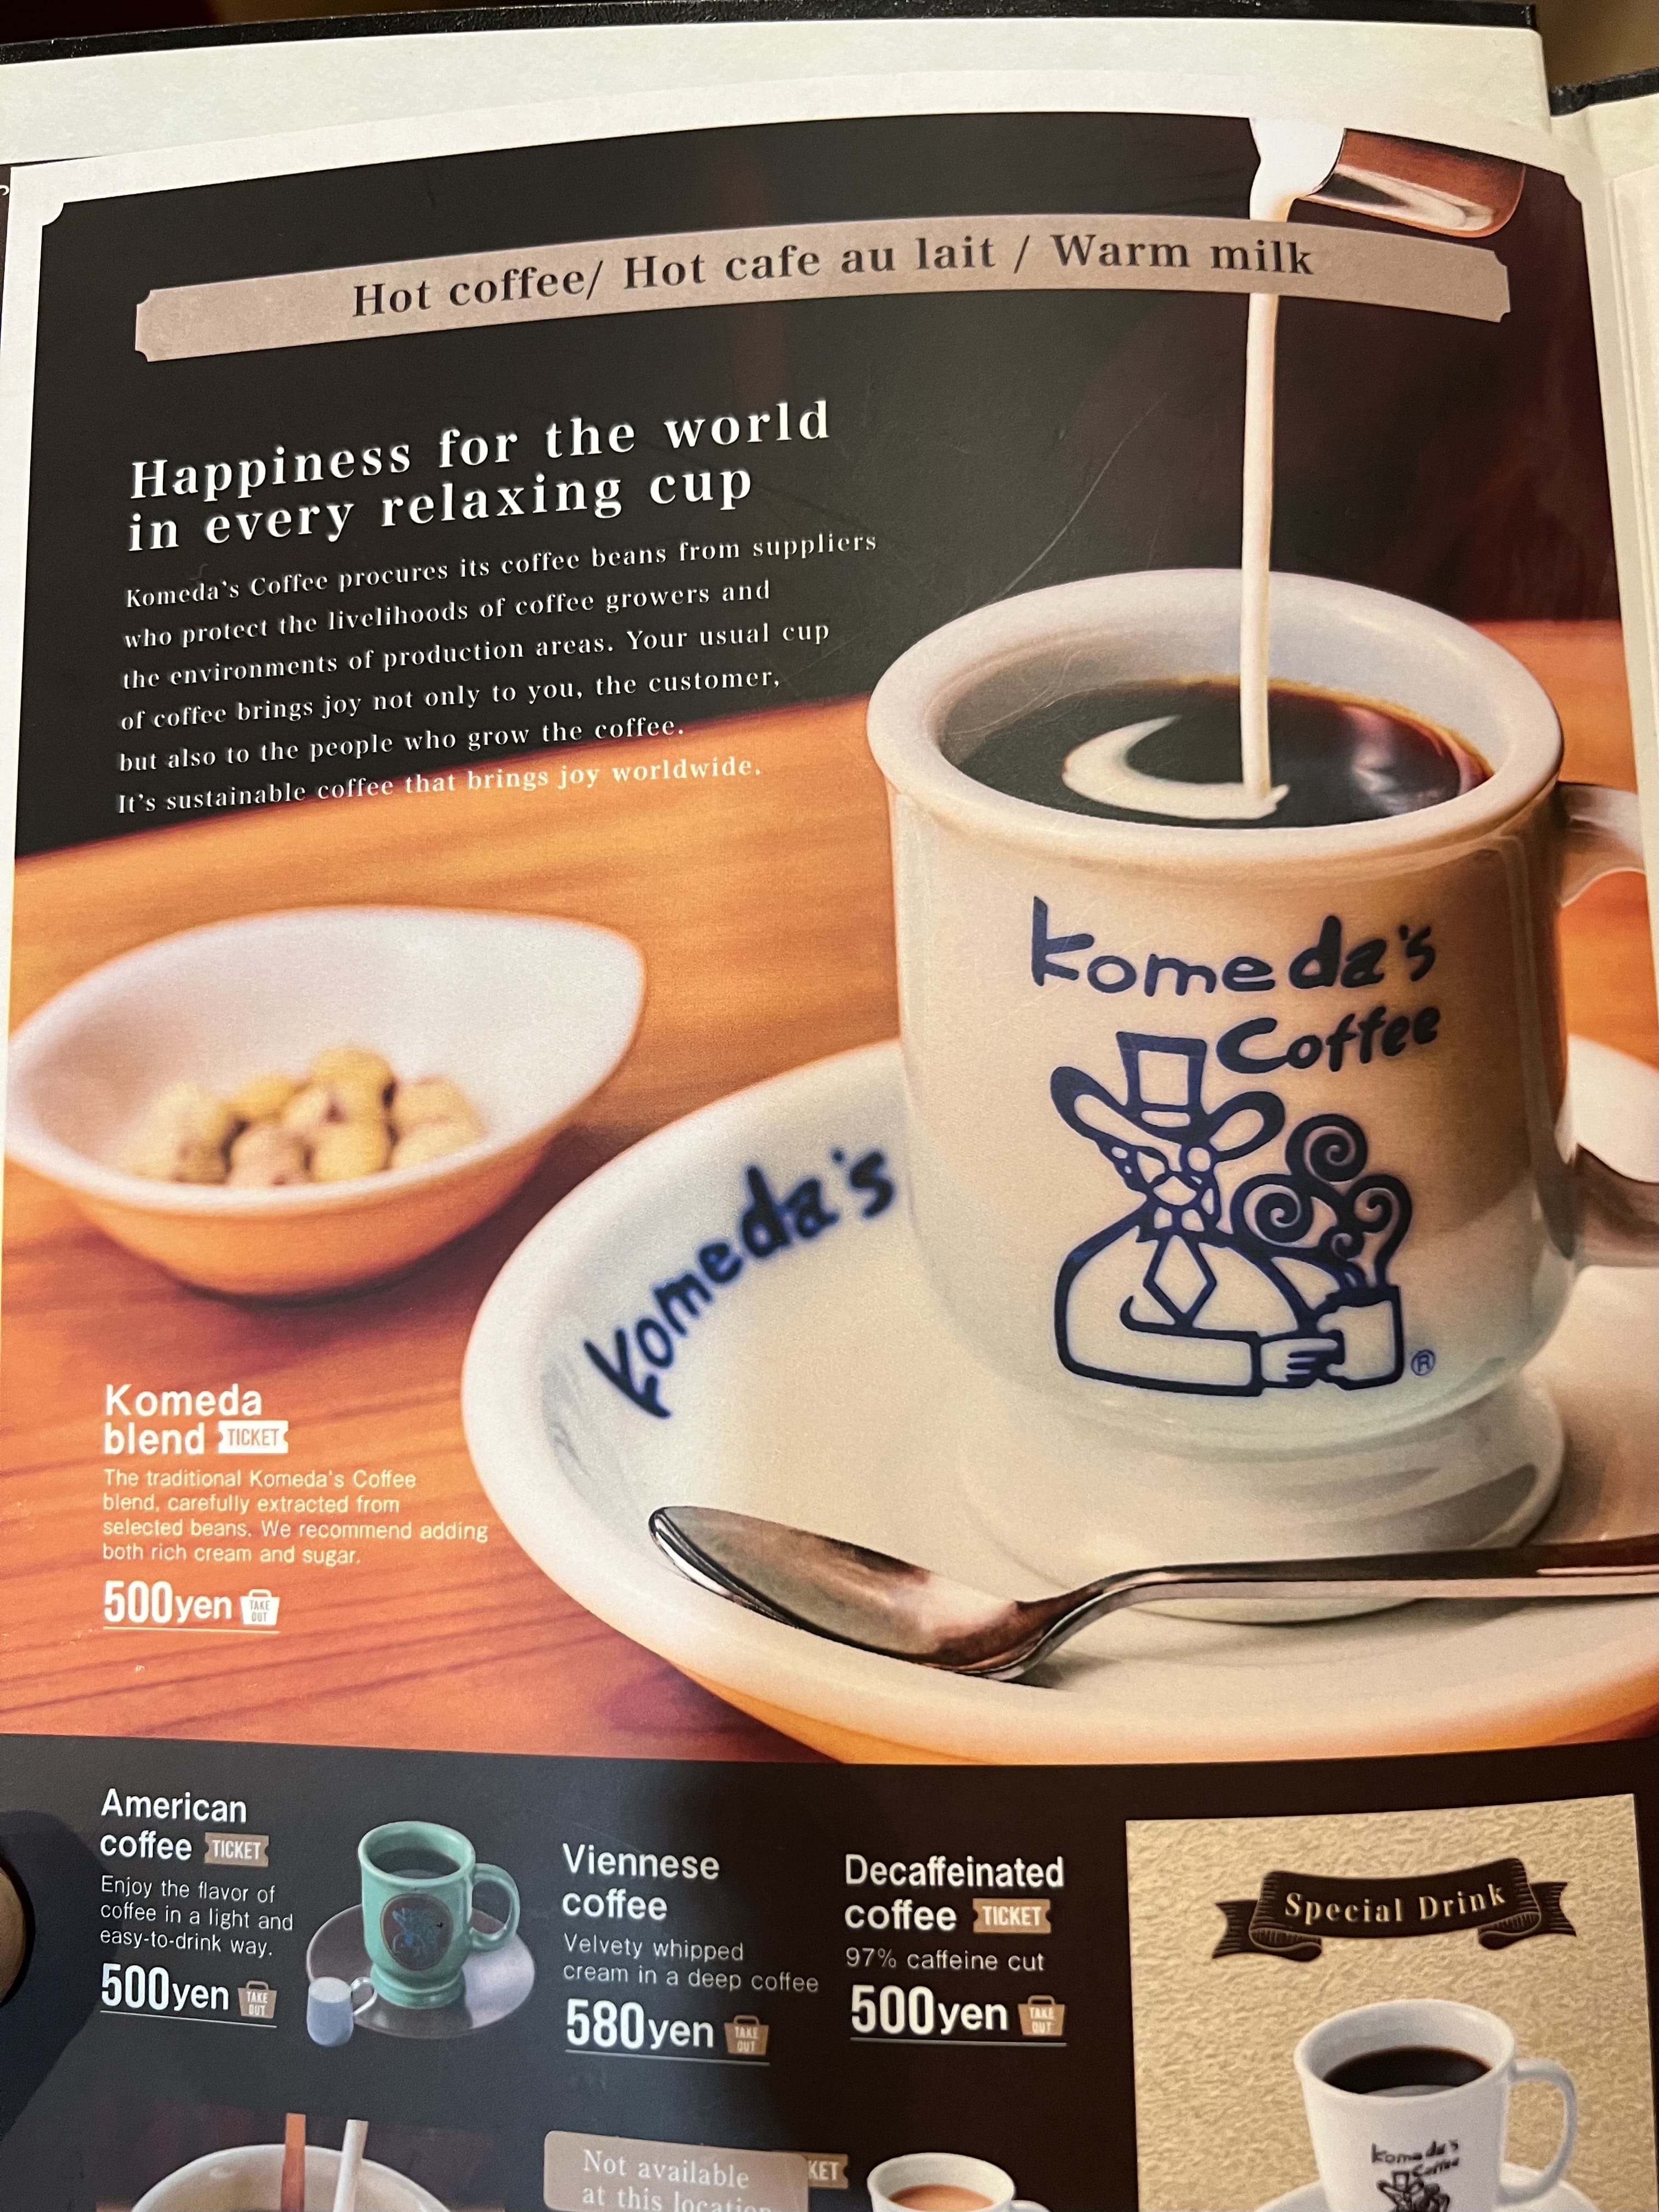 Hot coffee/ Hot cafe au lait / Warm milk
Happiness for the world
in every relaxing cup
Komeda's Coffee procures its coffee beans from suppliers
who protect the livelihoods of coffee growers and
the environments of production areas. Your usual cup
of coffee brings joy not only to you, the customer,
but also to the people who grow the coffee.
It's sustainable coffee that brings joy worldwide.
Komeda's
Coffee
®
Komeda's
Komeda
blend TICKET
The traditional Komeda's Coffee
blend, carefully extracted from
selected beans. We recommend adding
both rich cream and sugar.
500yen TAKE OUT
American
coffee TICKET
Enjoy the flavor of
coffee in a light and
easy-to-drink way.
500yen TAKE OUT
Viennese
coffee
Velvety whipped
cream in a deep coffee
580yen TAKE OUT
Decaffeinated
coffee TICKET
97% caffeine cut
500yen TAKE OUT
Special Drink
Komeda's
Coffee
Not available
at this location
KET